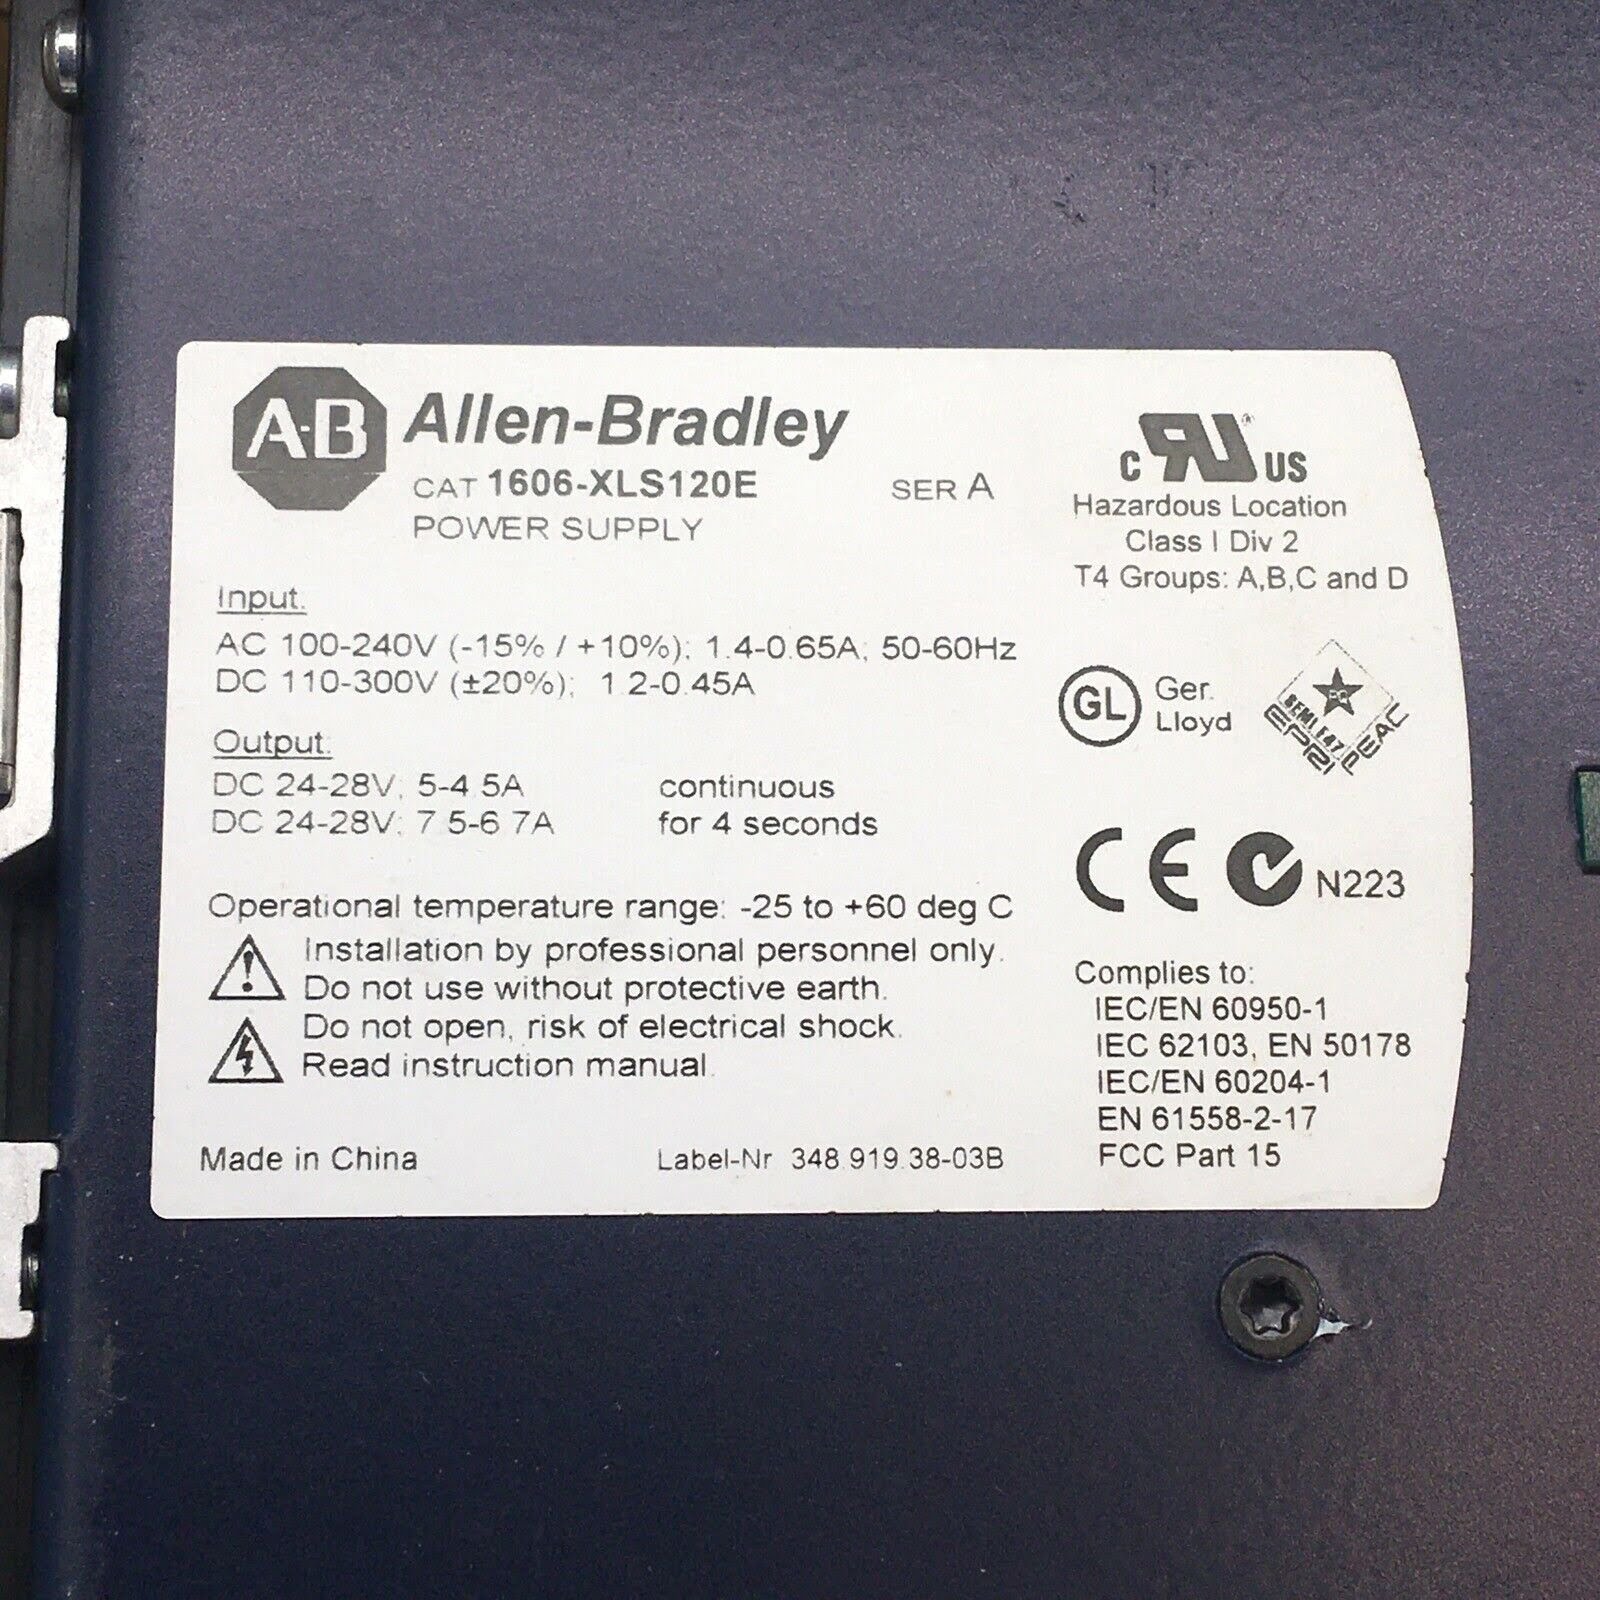 A-B Allen-Bradley
CAT 1606-XLS120E SER A
POWER SUPPLY
Input:
AC 100-240V (-15% / +10%); 1.4-0.65A; 50-60Hz
DC 110-300V (±20%); 1.2-0.45A
Output:
DC 24-28V; 5-4.5A continuous
DC 24-28V; 7.5-6.7A for 4 seconds
Operational temperature range: -25 to +60 deg C
Installation by professional personnel only.
Do not use without protective earth.
Do not open, risk of electrical shock.
Read instruction manual.
Made in China Label-Nr 348.919.38-03B
C RU ® US
Hazardous Location
Class I Div 2
T4 Groups: A,B,C and D
GL Ger.
Lloyd
SEMI F47
EPRI PEAC
CE N223
Complies to:
IEC/EN 60950-1
IEC 62103, EN 50178
IEC/EN 60204-1
EN 61558-2-17
FCC Part 15